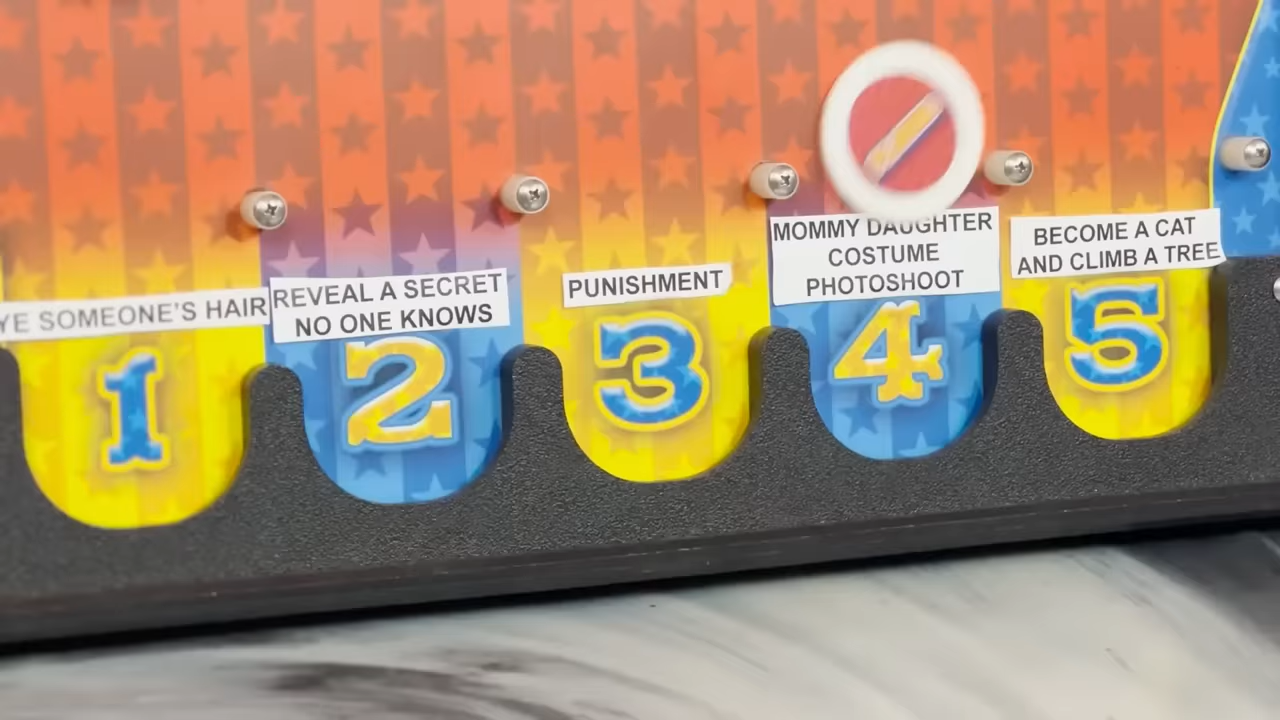 YE SOMEONE'S HAIR
REVEAL A SECRET
NO ONE KNOWS
PUNISHMENT
MOMMY DAUGHTER
COSTUME
PHOTOSHOOT
BECOME A CAT
AND CLIMB A TREE
1
2
3
4
5